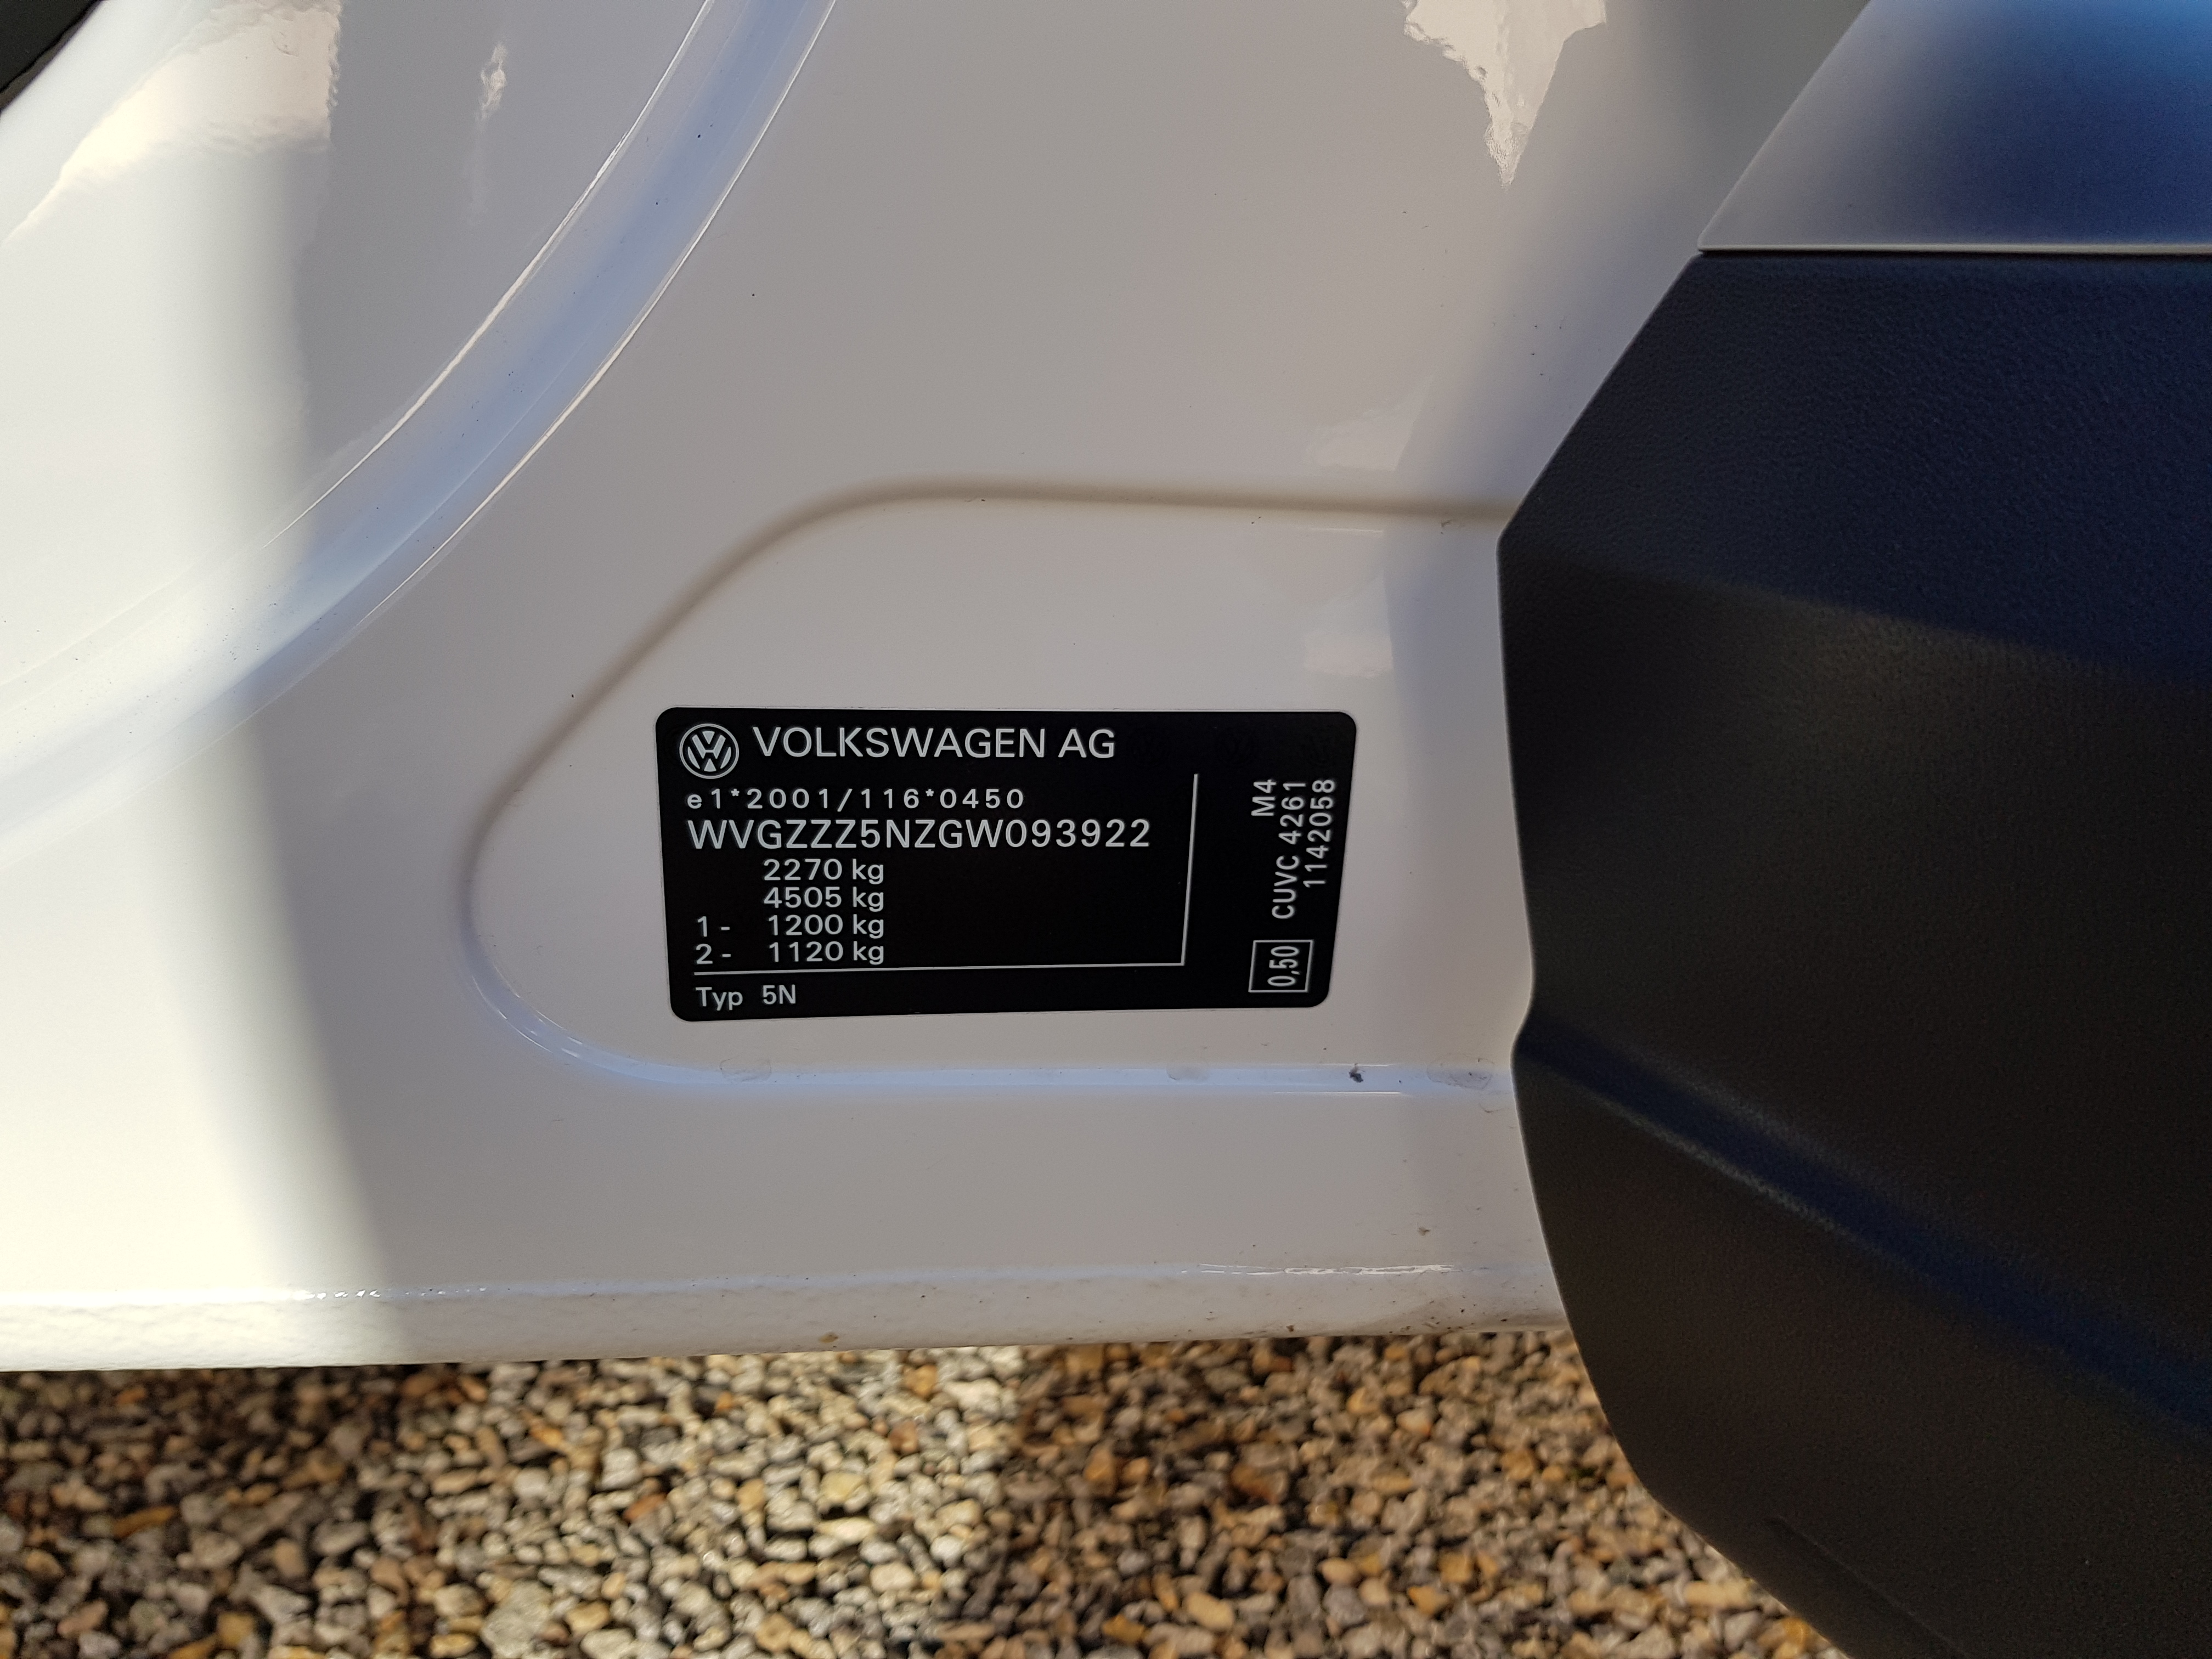 VOLKSWAGEN AG
e1*2001/116*0450
WVGZZZ5NZGW093922
2270 kg
4505 kg
1 - 1200 kg
2 - 1120 kg
Typ 5N
M4
CUVC 4261
1142058
0,50